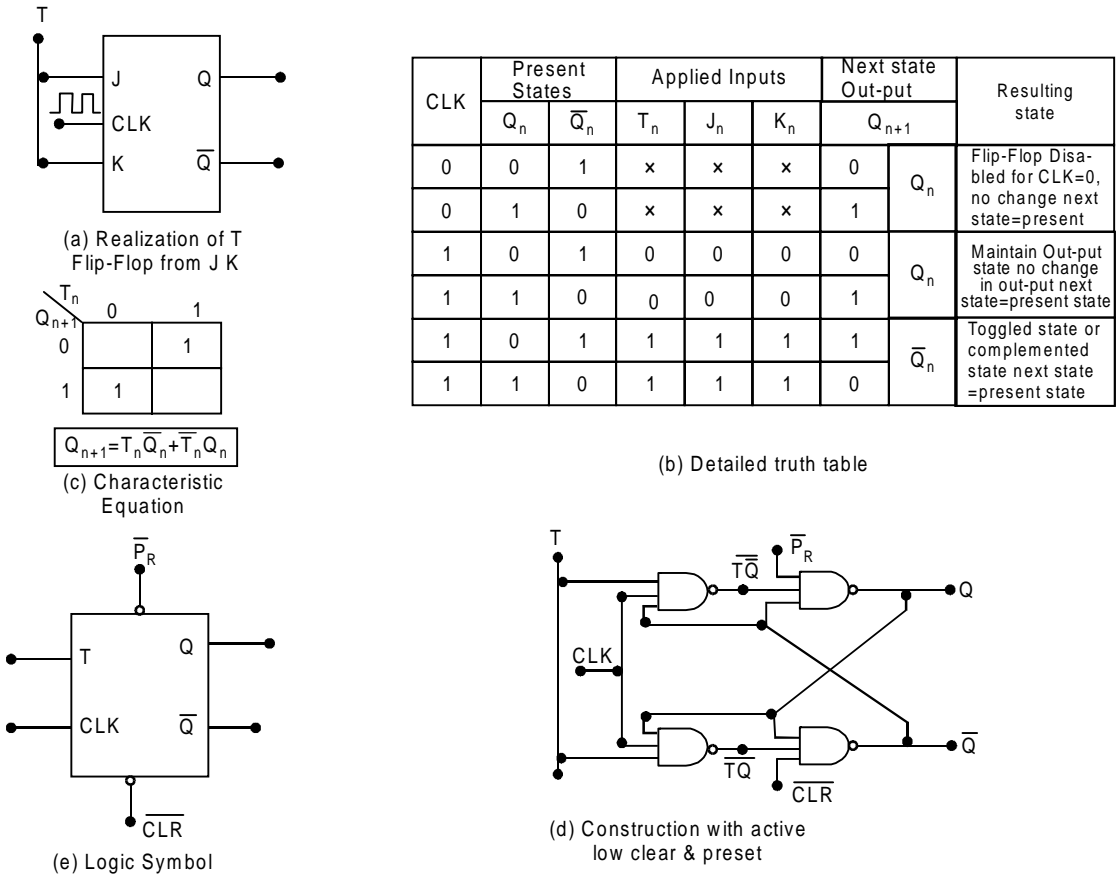 T
J
Q
CLK
K
Q̅
(a) Realization of T
Flip-Flop from J K
CLK
Present
States
Applied Inputs
Next state
Out-put
Resulting
state
Qₙ
Q̅ₙ
Tₙ
Jₙ
Kₙ
Qₙ₊₁
0 0 1 × × × 0
0 1 0 × × × 1
Qₙ
Flip-Flop Disa-
bled for CLK=0,
no change next
state=present
1 0 1 0 0 0 0
1 1 0 0 0 0 1
Qₙ
Maintain Out-put
state no change
in out-put next
state=present state
1 0 1 1 1 1 1
1 1 0 1 1 1 0
Q̅ₙ
Toggled state or
complemented
state next state
=present state
(b) Detailed truth table
Tₙ
Qₙ₊₁
0 1
0 1
1 1
Qₙ₊₁=TₙQ̅ₙ+T̅ₙQₙ
(c) Characteristic
Equation
P̅_R
T
Q
CLK
Q̅
C̅L̅R̅
(e) Logic Symbol
T
P̅_R
T̅Q̿
Q
CLK
T̅Q̅
Q̅
C̅L̅R̅
(d) Construction with active
low clear & preset